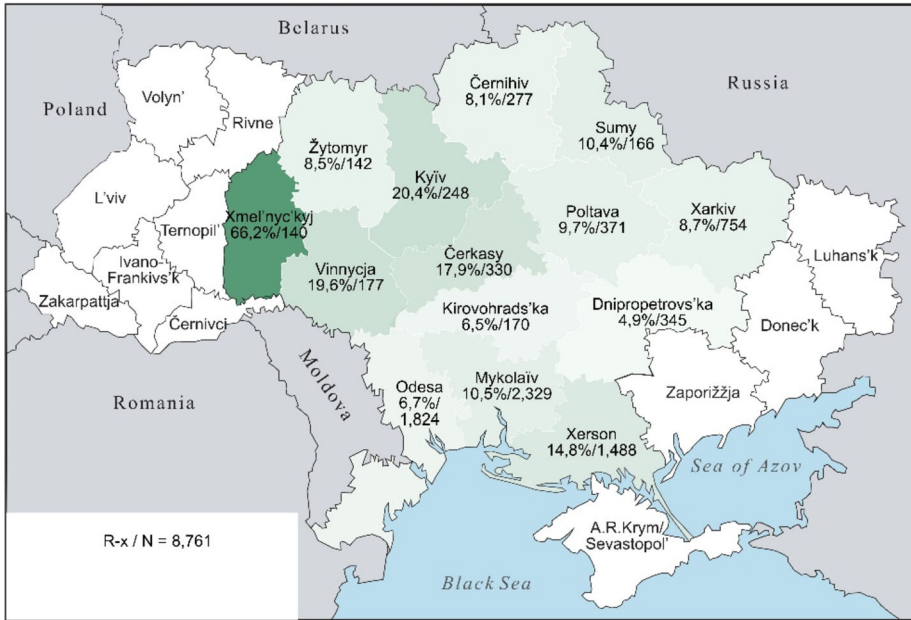 Belarus
Russia
Poland
Volyn'
Rivne
Černihiv
8,1%/277
Sumy
10,4%/166
Žytomyr
8,5%/142
Kyïv
20,4%/248
L'viv
Xmel'nyc'kyj
66,2%/140
Ternopil'
Poltava
9,7%/371
Xarkiv
8,7%/754
Luhans'k
Ivano-
Frankivs'k
Vinnycja
19,6%/177
Čerkasy
17,9%/330
Zakarpattja
Černivci
Kirovohrads'ka
6,5%/170
Dnipropetrovs'ka
4,9%/345
Donec'k
Moldova
Romania
Odesa
6,7%/
1,824
Mykolaïv
10,5%/2,329
Zaporižžja
Xerson
14,8%/1,488
Sea of Azov
R-x / N = 8,761
A.R.Krym/
Sevastopol'
Black Sea